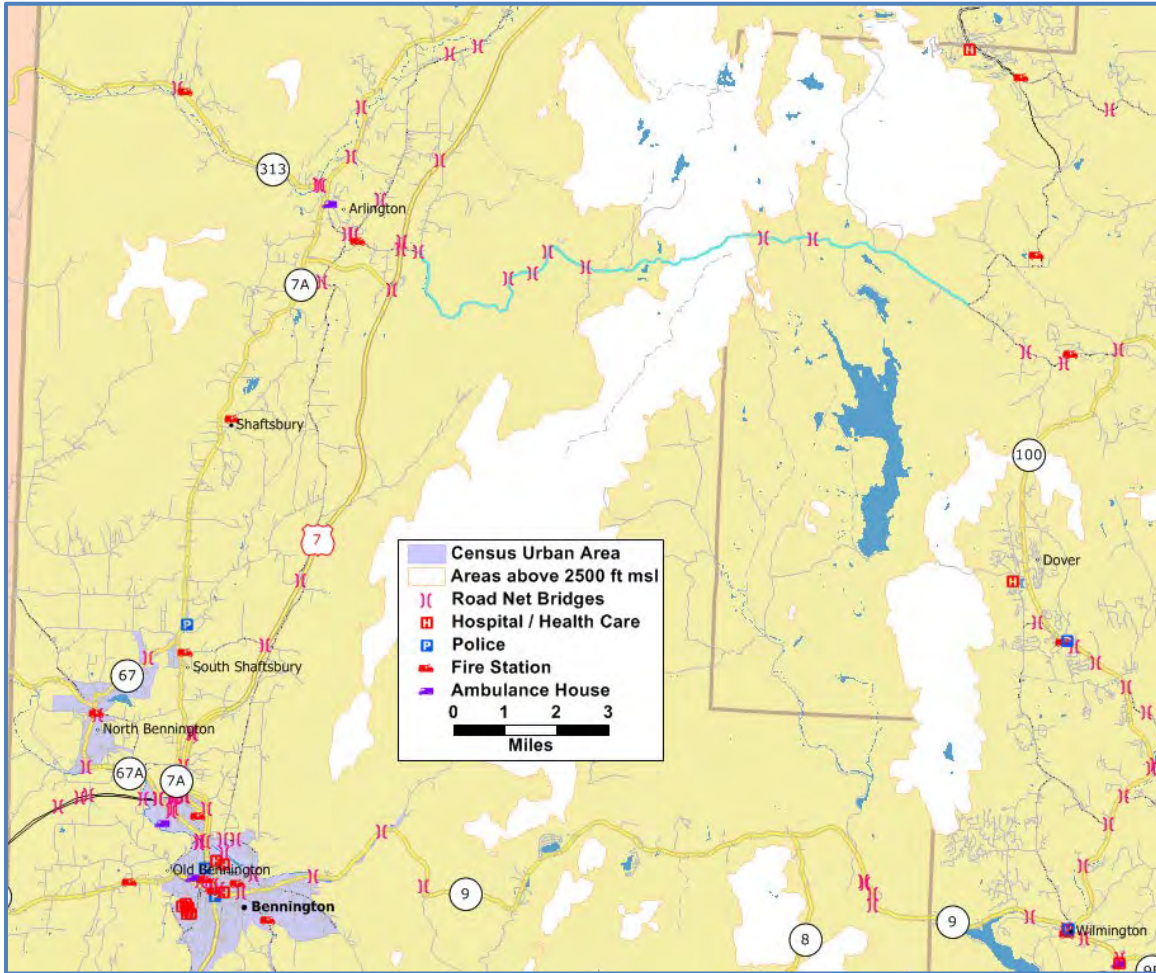 313
Arlington
7A
Shaftsbury
100
7
Census Urban Area
Areas above 2500 ft msl
Road Net Bridges
H Hospital / Health Care
P Police
Fire Station
Ambulance House
0 1 2 3
Miles
Dover
H
H
P
P
South Shaftsbury
67
North Bennington
67A
7A
Old Bennington
Bennington
9
8
9
Wilmington